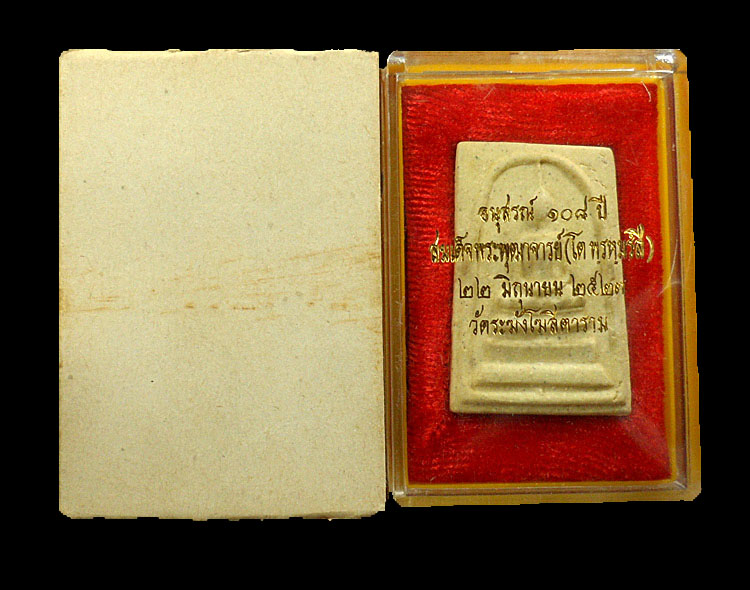 อนุสรณ์ ๑๐๘ ปี
สมเด็จพระพุฒาจารย์(โต พฺรหฺมรํสี)
๒๒ มิถุนายน ๒๕๒๓
วัดระฆังโฆสิตาราม